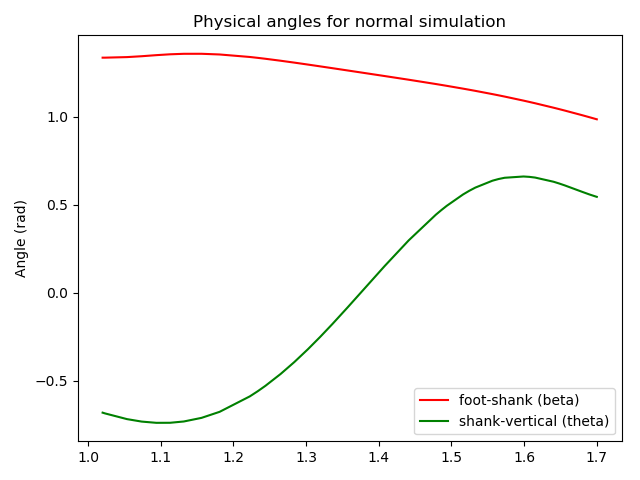 Physical angles for normal simulation
Angle (rad)
1.0
0.5
0.0
−0.5
foot-shank (beta)
shank-vertical (theta)
1.0 1.1 1.2 1.3 1.4 1.5 1.6 1.7